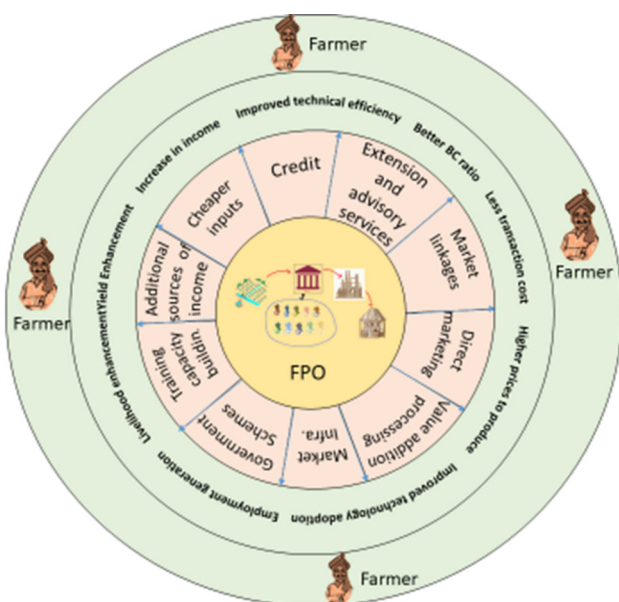 Farmer
Improved technical efficiency
Better BC ratio
Less transaction cost
Higher prices to produce
Improved technology adoption
Employment generation
Livelihood enhancement
Yield Enhancement
Increase in income
Credit
Extension
and
advisory
services
Market
linkages
Direct
marketing
Value addition
processing
Market
Infra.
Government
Schemes
Training
capacity
buildin.
Additional
sources of
income
Cheaper
inputs
FPO
Farmer
Farmer
Farmer